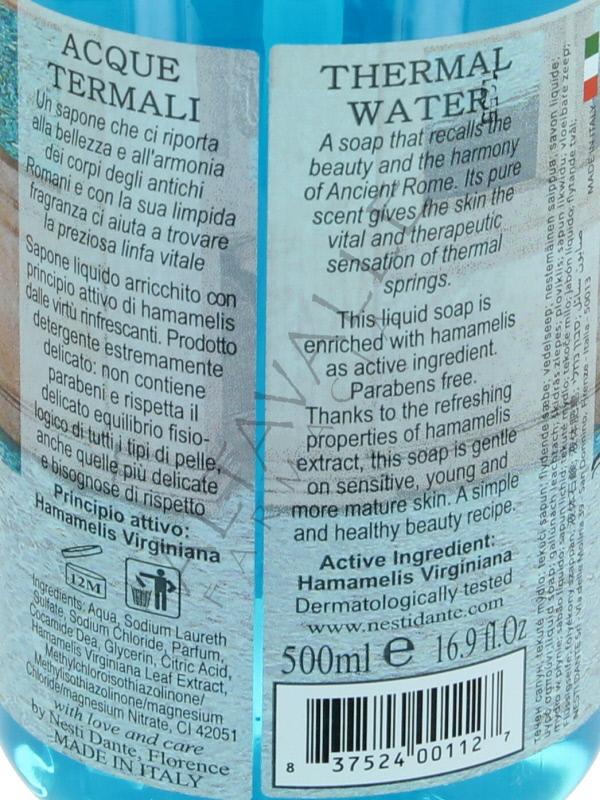 ACQUE
TERMALI
Un sapone che ci riporta
alla bellezza e all'armonia
dei corpi degli antichi
Romani e con la sua limpida
fragranza ci aiuta a trovare
la preziosa linfa vitale
Sapone liquido arricchito con
principio attivo di hamamelis
dalle virtù rinfrescanti. Prodotto
detergente estremamente
delicato: non contiene
parabeni e rispetta il
delicato equilibrio fisio-
logico di tutti i tipi di pelle,
anche quelle più delicate
e bisognose di rispetto
Principio attivo:
Hamamelis Virginiana
12M
Ingredients: Aqua, Sodium Laureth
Sulfate, Sodium Chloride, Parfum,
Cocamide Dea, Glycerin, Citric Acid,
Hamamelis Virginiana Leaf Extract,
Methylchloroisothiazolinone/
Methylisothiazolinone/magnesium
Chloride/magnesium Nitrate, CI 42051
with love and care
by Nesti Dante, Florence
MADE IN ITALY
THERMAL
WATER
A soap that recalls the
beauty and the harmony
of Ancient Rome. Its pure
scent gives the skin the
vital and therapeutic
sensation of thermal
springs.
This liquid soap is
enriched with hamamelis
as active ingredient.
Parabens free.
Thanks to the refreshing
properties of hamamelis
extract, this soap is gentle
on sensitive, young and
more mature skin. A simple
and healthy beauty recipe.
Active Ingredient:
Hamamelis Virginiana
Dermatologically tested
www.nestidante.com
500ml e 16.9 fl.Oz
8 37524 00112 7
MADE IN ITALY